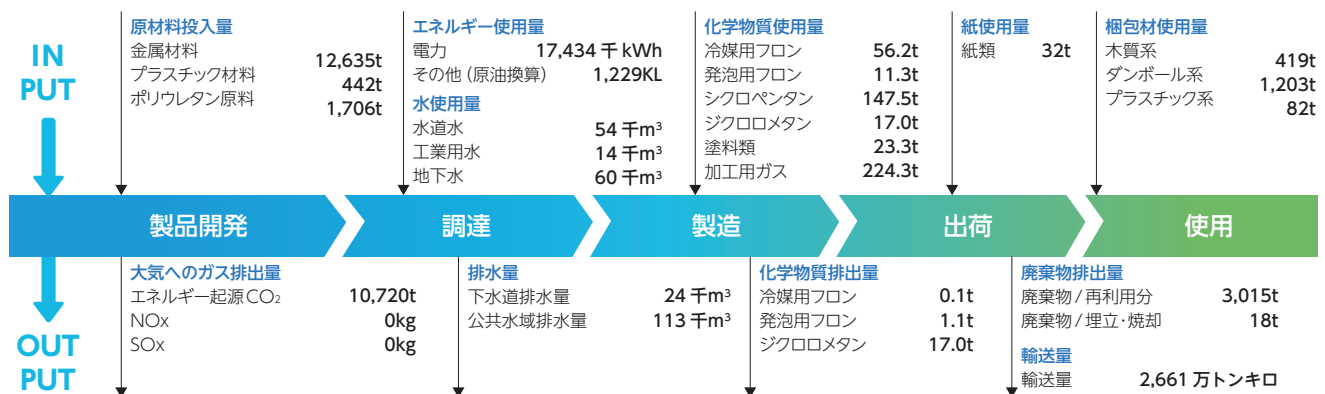 IN
PUT
原材料投入量
金属材料 12,635t
プラスチック材料 442t
ポリウレタン原料 1,706t
エネルギー使用量
電力 17,434 千 kWh
その他(原油換算) 1,229KL
水使用量
水道水 54 千m³
工業用水 14 千m³
地下水 60 千m³
化学物質使用量
冷媒用フロン 56.2t
発泡用フロン 11.3t
シクロペンタン 147.5t
ジクロロメタン 17.0t
塗料類 23.3t
加工用ガス 224.3t
紙使用量
紙類 32t
梱包材使用量
木質系 419t
ダンボール系 1,203t
プラスチック系 82t
製品開発 調達 製造 出荷 使用
OUT
PUT
大気へのガス排出量
エネルギー起源CO₂ 10,720t
NOx 0kg
SOx 0kg
排水量
下水道排水量 24 千m³
公共水域排水量 113 千m³
化学物質排出量
冷媒用フロン 0.1t
発泡用フロン 1.1t
ジクロロメタン 17.0t
廃棄物排出量
廃棄物/再利用分 3,015t
廃棄物/埋立・焼却 18t
輸送量
輸送量 2,661 万トンキロ